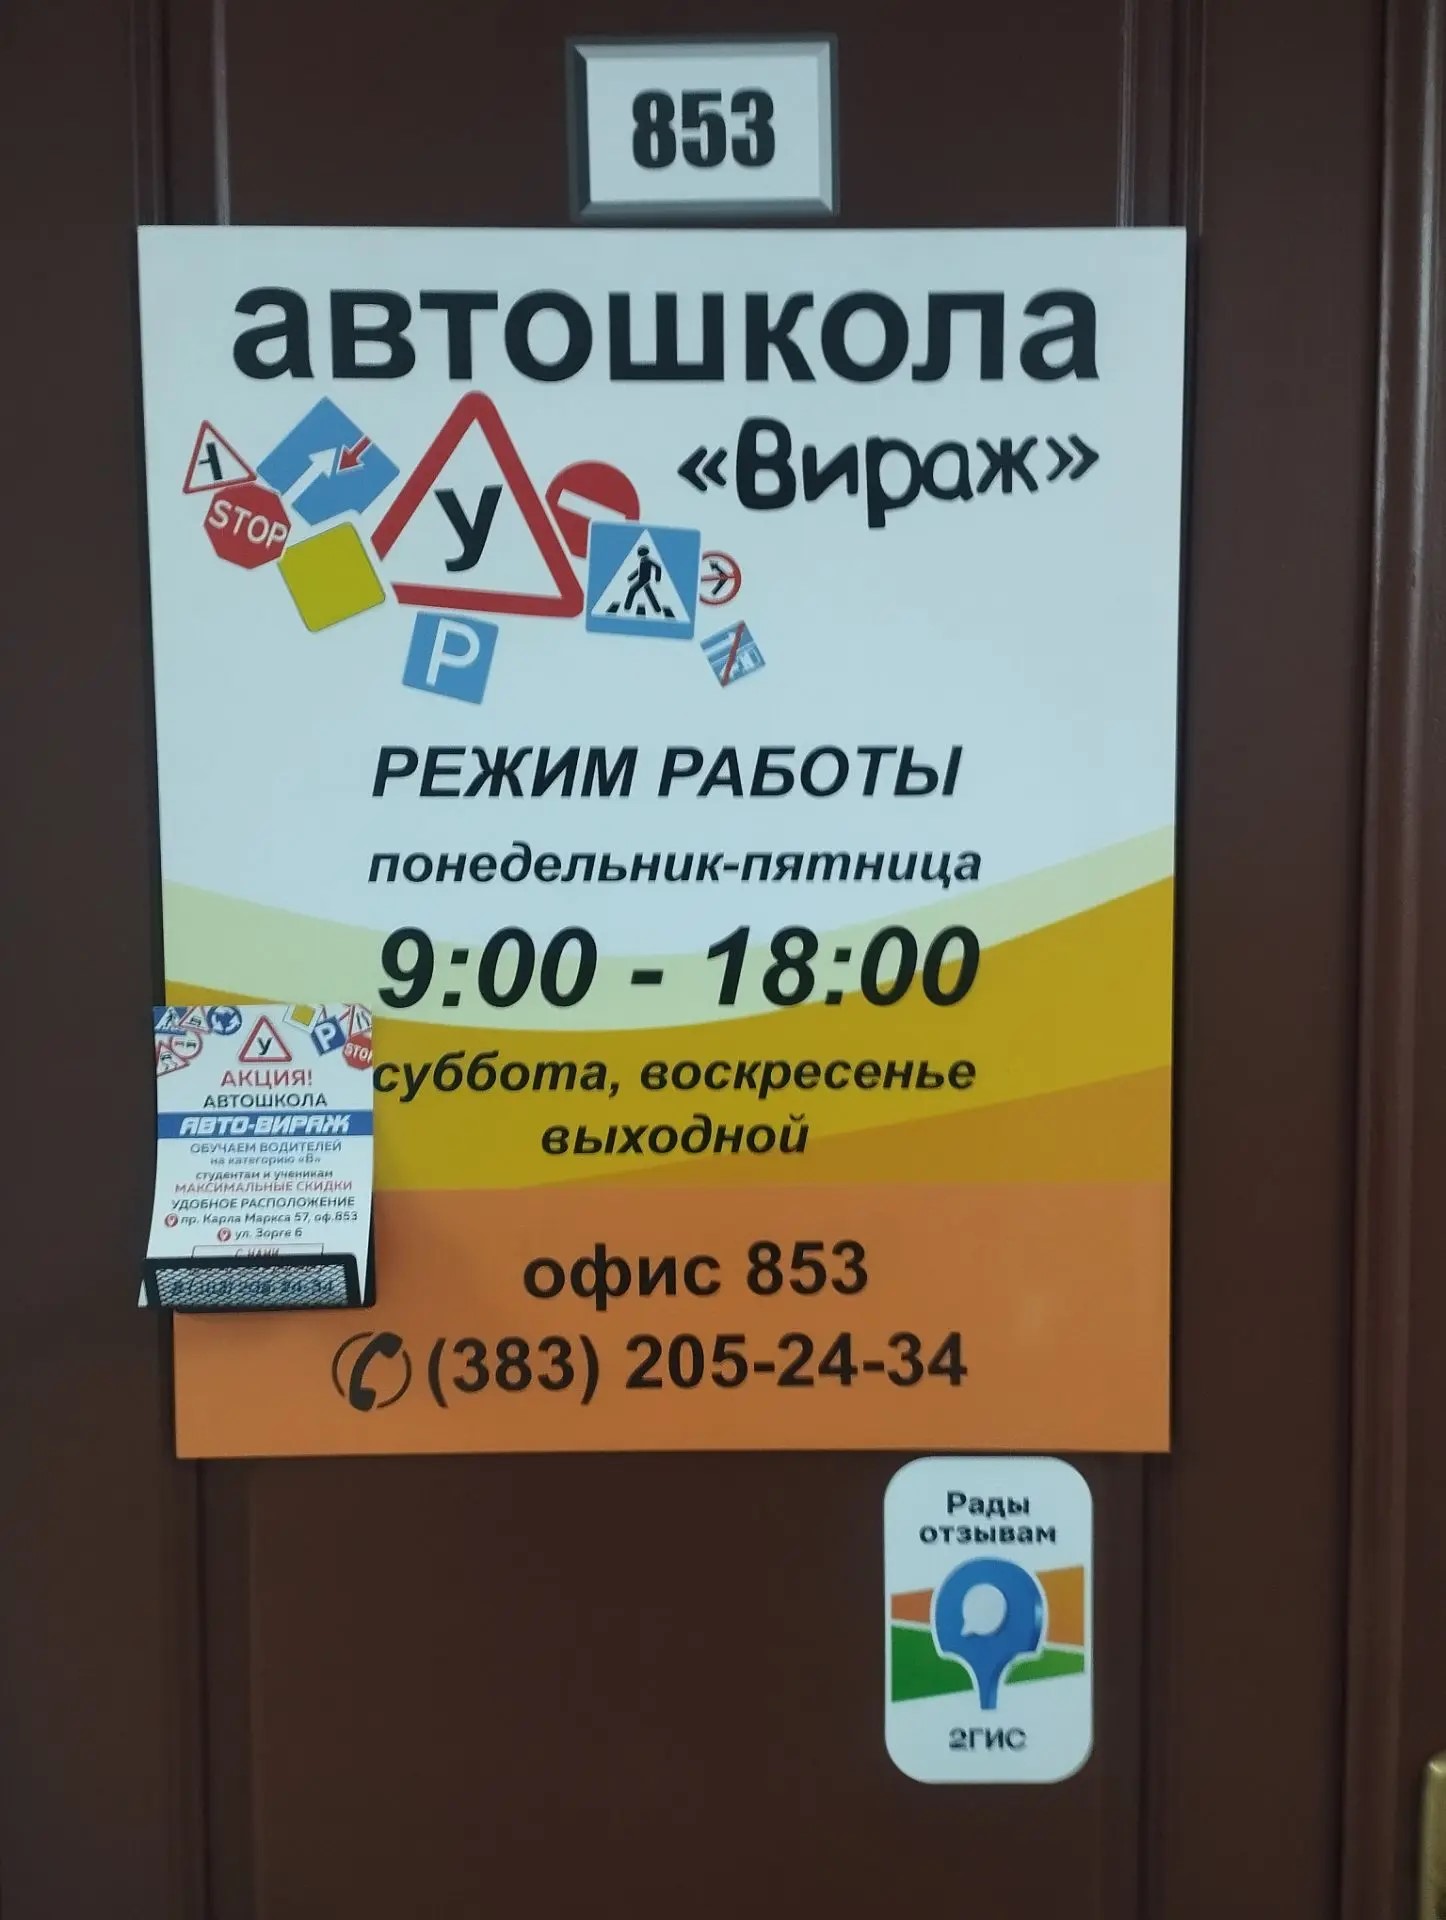 853
автошкола
«Вираж»
STOP
У
P
РЕЖИМ РАБОТЫ
понедельник-пятница
9:00 - 18:00
суббота, воскресенье
выходной
офис 853
(383) 205-24-34
У
P
STOP
АКЦИЯ!
АВТОШКОЛА
АВТО-ВИРАЖ
ОБУЧАЕМ ВОДИТЕЛЕЙ
на категорию «В»
студентам и ученикам
МАКСИМАЛЬНЫЕ СКИДКИ
УДОБНОЕ РАСПОЛОЖЕНИЕ
пр. Карла Маркса 57, оф.853
ул. Зорге 6
С НАМИ
Рады
отзывам
2ГИС